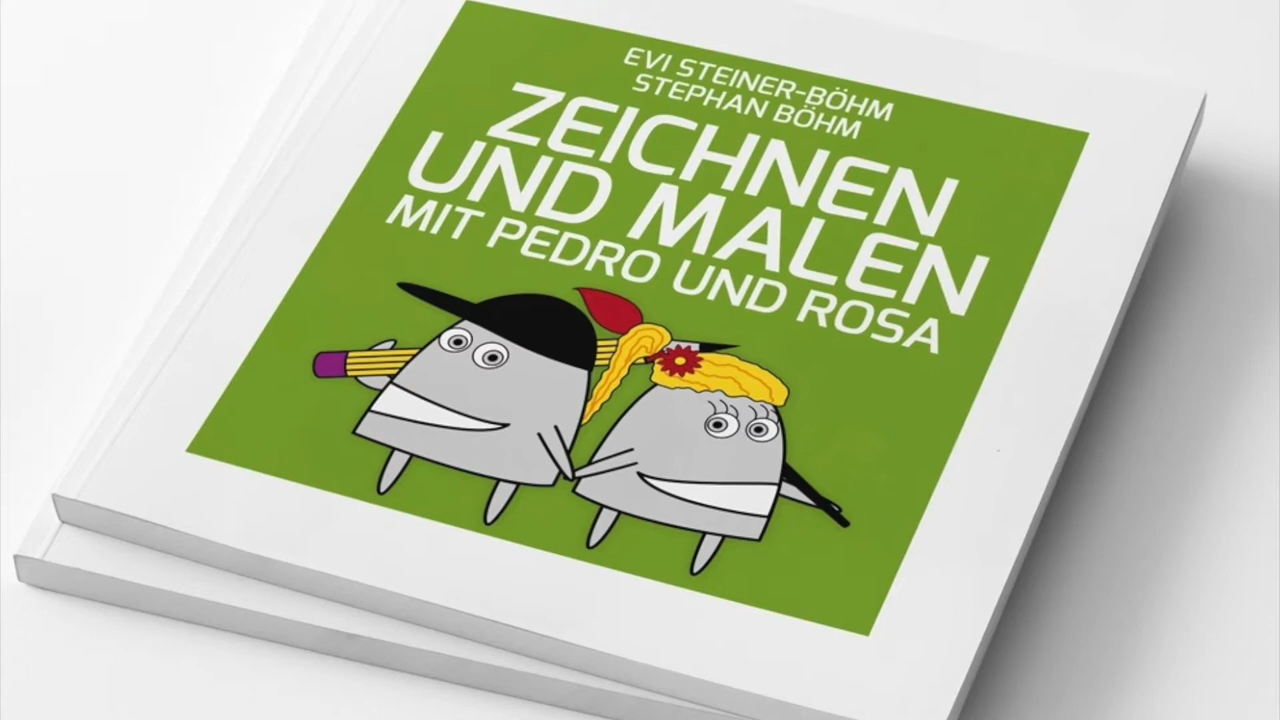 EVI STEINER-BÖHM
STEPHAN BÖHM
ZEICHNEN
UND MALEN
MIT PEDRO UND ROSA